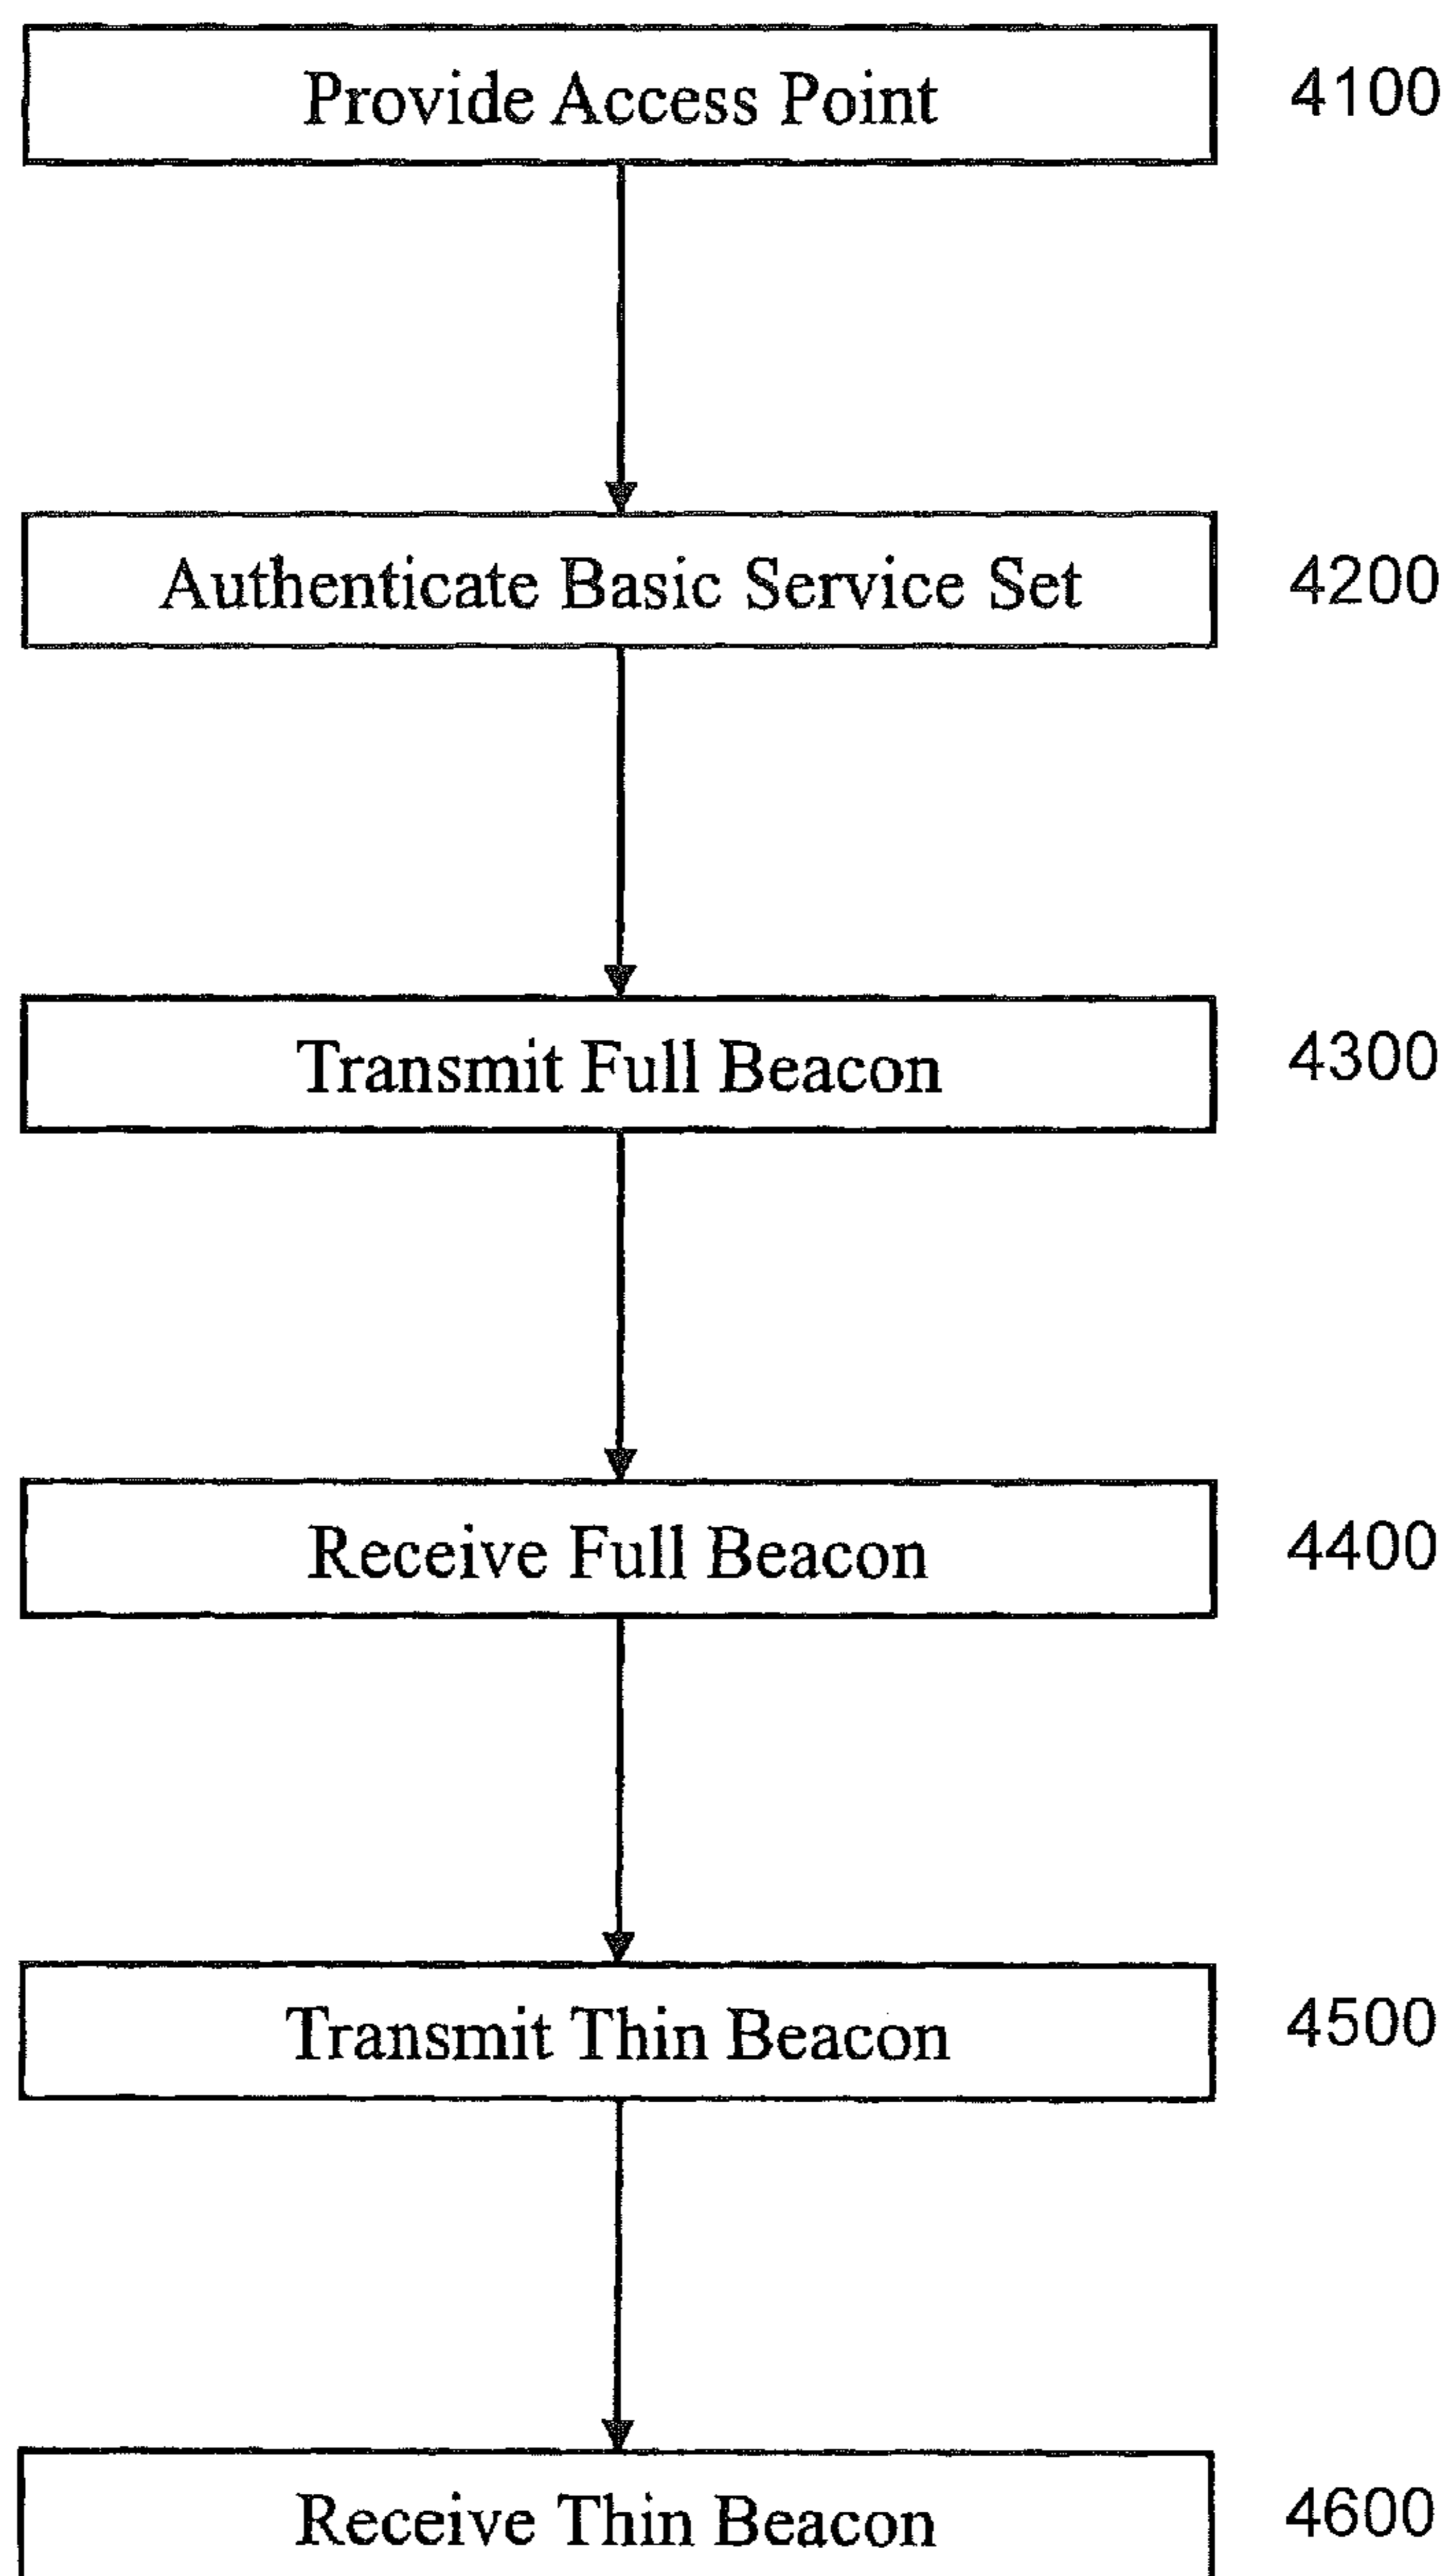 Provide Access Point 4100
Authenticate Basic Service Set 4200
Transmit Full Beacon 4300
Receive Full Beacon 4400
Transmit Thin Beacon 4500
Receive Thin Beacon 4600